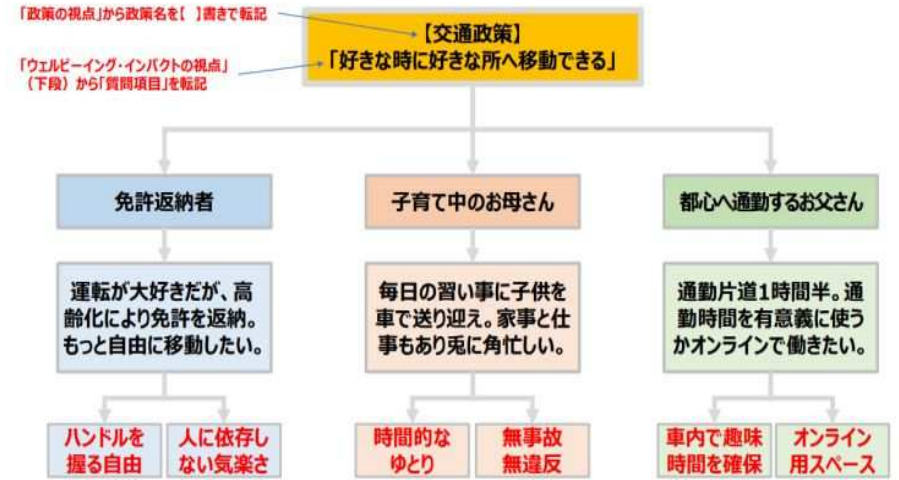 「政策の視点」から政策名を【 】書きで転記
「ウェルビーイング・インパクトの視点」
（下段）から「質問項目」を転記
【交通政策】
「好きな時に好きな所へ移動できる」
免許返納者
運転が大好きだが、高
齢化により免許を返納。
もっと自由に移動したい。
ハンドルを
握る自由
人に依存し
ない気楽さ
子育て中のお母さん
毎日の習い事に子供を
車で送り迎え。家事と仕
事もあり兎に角忙しい。
時間的な
ゆとり
無事故
無違反
都心へ通勤するお父さん
通勤片道1時間半。通
勤時間を有意義に使う
かオンラインで働きたい。
車内で趣味
時間を確保
オンライン
用スペース